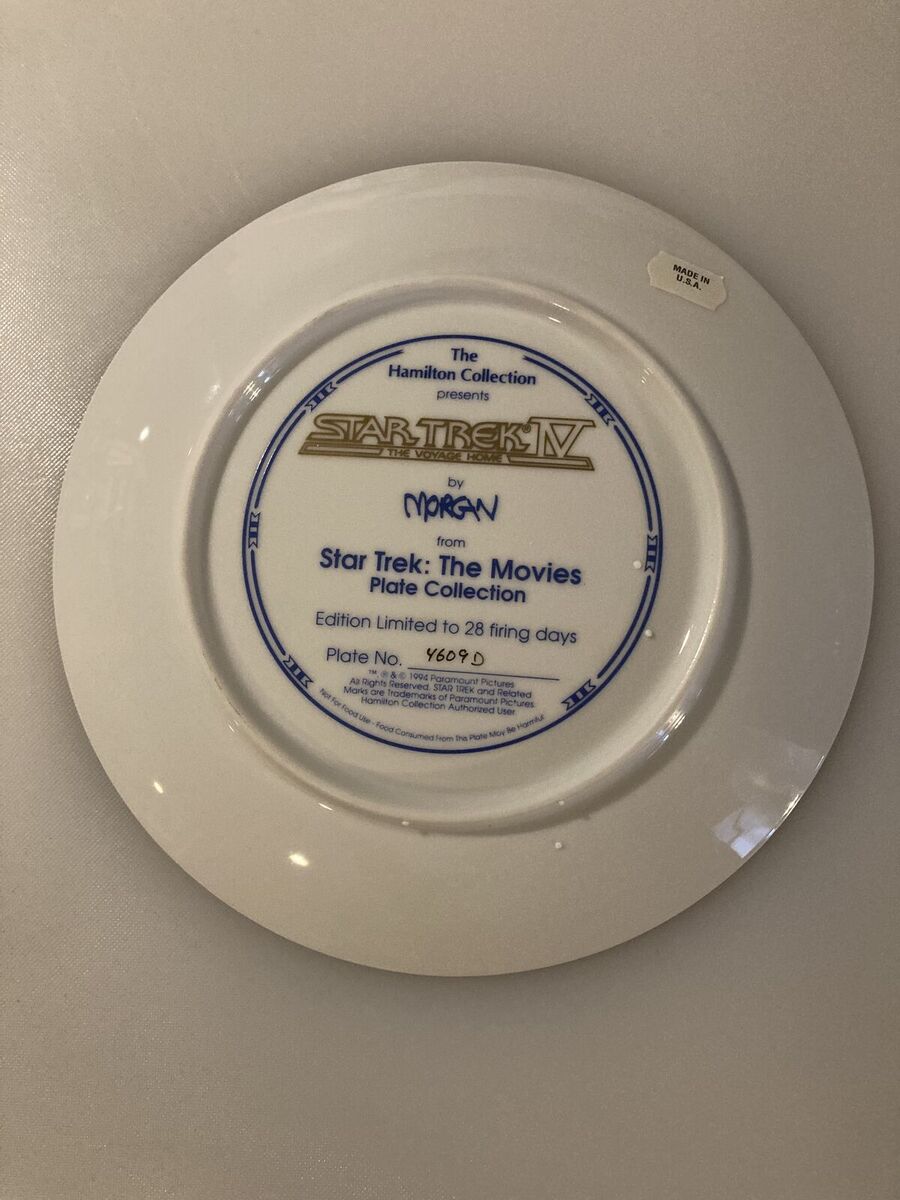 MADE IN
U.S.A.
The
Hamilton Collection
presents
STAR TREK® IV
THE VOYAGE HOME
by
MORGAN
from
Star Trek: The Movies
Plate Collection
Edition Limited to 28 firing days
Plate No. 4609D
™ ® & © 1994 Paramount Pictures
All Rights Reserved. STAR TREK and Related
Marks are Trademarks of Paramount Pictures.
Hamilton Collection Authorized User
Not For Food Use - Food Consumed From This Plate May Be Harmful.